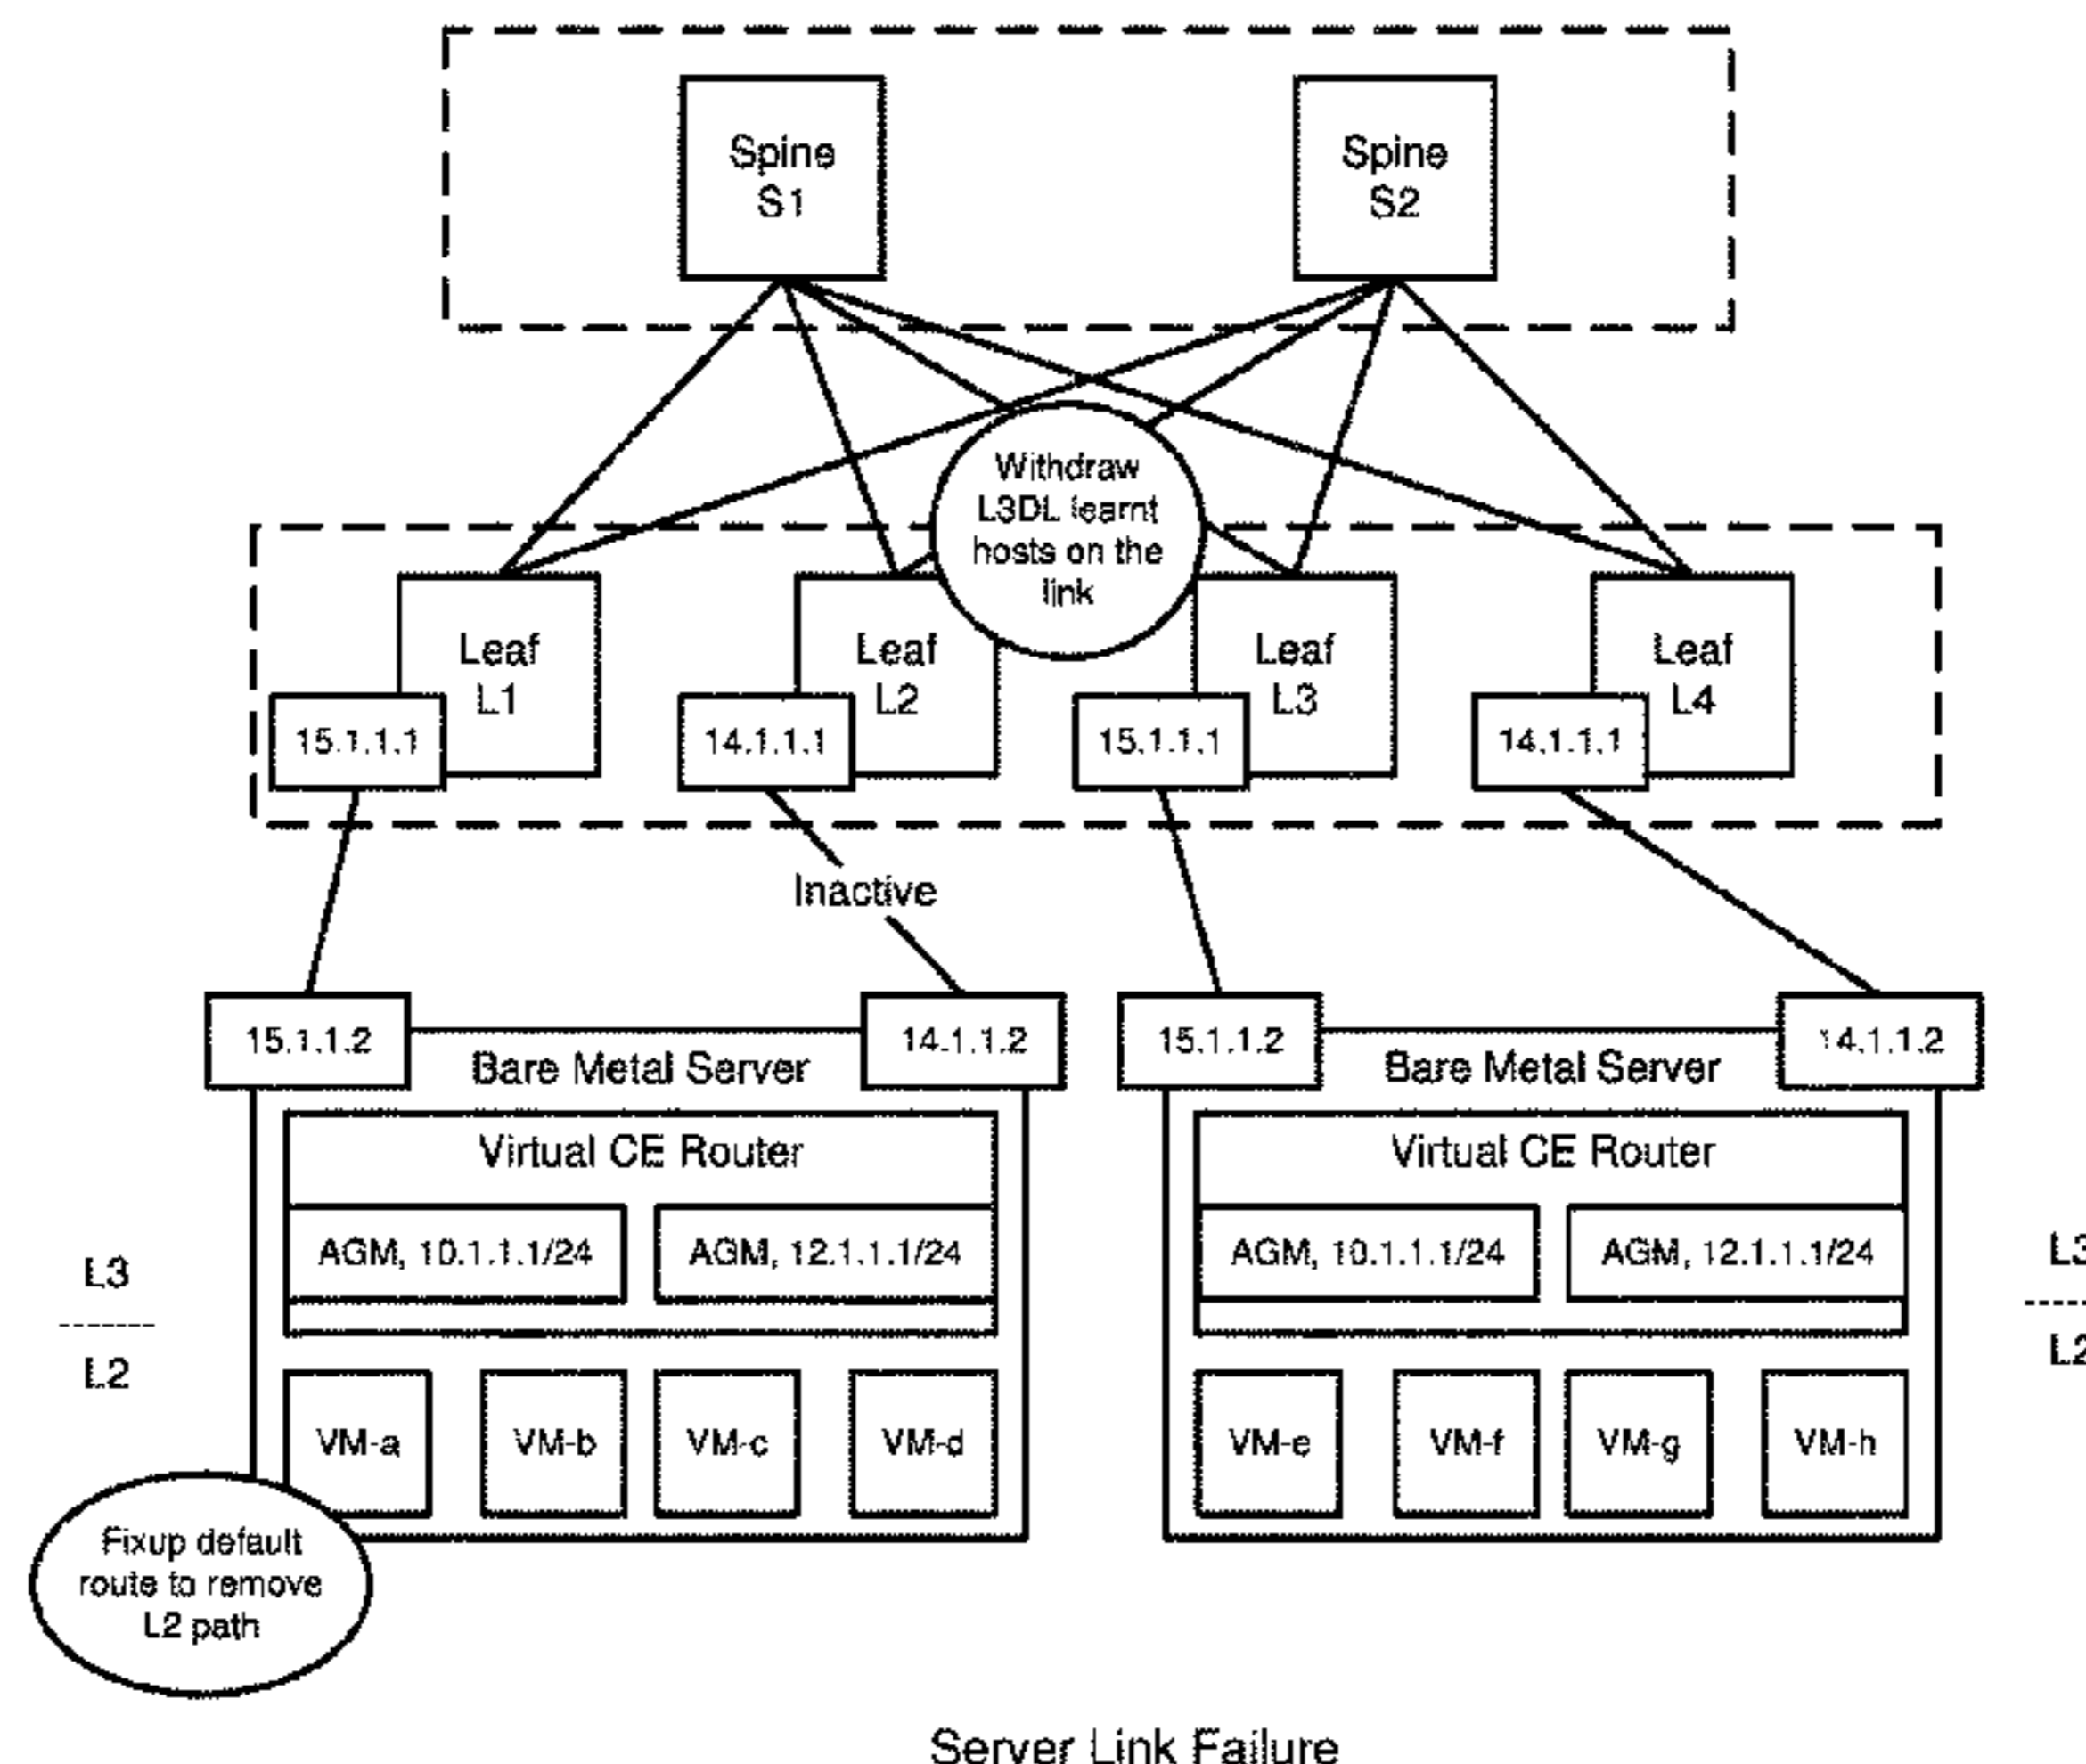 Spine
S1
Spine
S2
Withdraw
L3DL learnt
hosts on the
link
Leaf
L1
Leaf
L2
Leaf
L3
Leaf
L4
15.1.1.1
14.1.1.1
15.1.1.1
14.1.1.1
Inactive
15.1.1.2
14.1.1.2
15.1.1.2
14.1.1.2
Bare Metal Server
Bare Metal Server
Virtual CE Router
Virtual CE Router
AGM, 10.1.1.1/24
AGM, 12.1.1.1/24
AGM, 10.1.1.1/24
AGM, 12.1.1.1/24
L3
L2
L3
L2
VM-a
VM-b
VM-c
VM-d
VM-e
VM-f
VM-g
VM-h
Fixup default
route to remove
L2 path
Server Link Failure